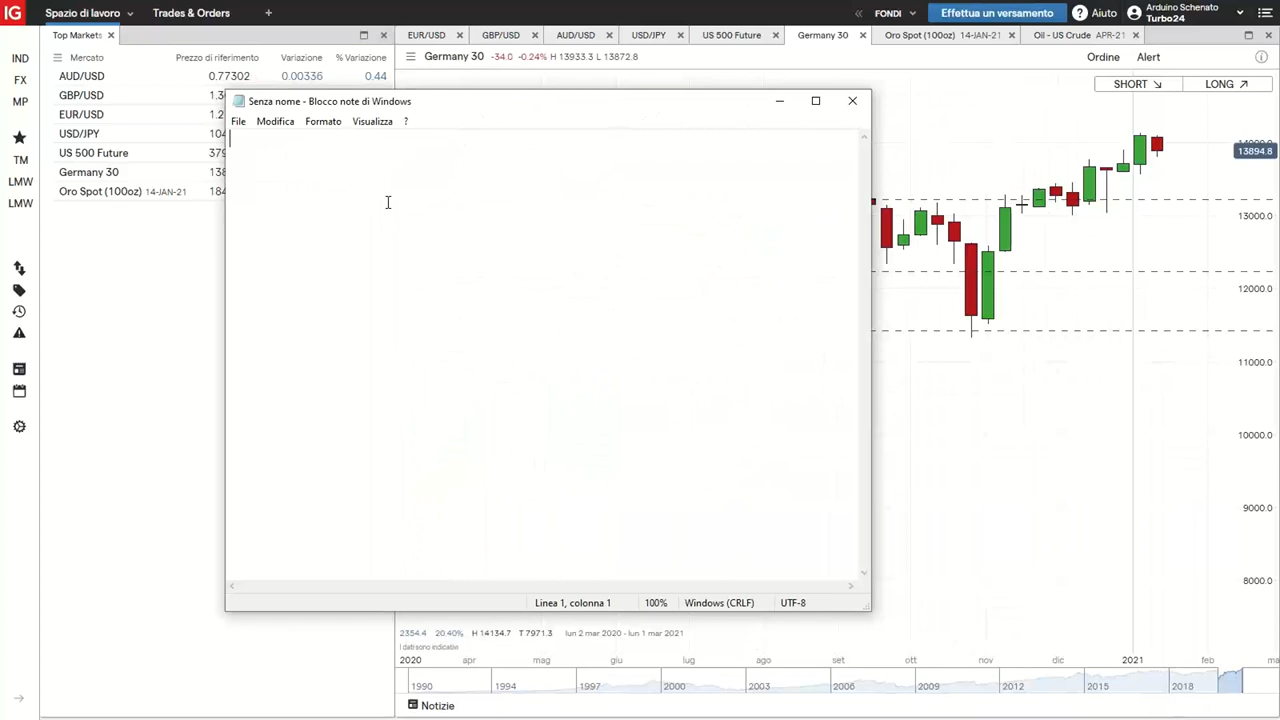 IG Spazio di lavoro Trades & Orders + FONDI Effettua un versamento ? Aiuto Arduino Schenato
Turbo24
Top Markets EUR/USD GBP/USD AUD/USD USD/JPY US 500 Future Germany 30 Oro Spot (100oz) 14-JAN-21 Oil - US Crude APR-21
IND
FX
MP
TM
LMW
LMW
Mercato Prezzo di riferimento Variazione % Variazione
AUD/USD 0.77302 0.00336 0.44
GBP/USD
EUR/USD
USD/JPY
US 500 Future
Germany 30
Oro Spot (100oz) 14-JAN-21
Germany 30 -34.0 -0.24% H 13933.3 L 13872.8 Ordine Alert
SHORT LONG
Senza nome - Blocco note di Windows
File Modifica Formato Visualizza ?
Linea 1, colonna 1 100% Windows (CRLF) UTF-8
13894.8
13000.0
12000.0
11000.0
10000.0
9000.0
8000.0
2354.4 20.40% H 14134.7 T 7971.3 lun 2 mar 2020 - lun 1 mar 2021
I dati sono indicativi
2020 apr mag giu lug ago set ott nov dic 2021 feb
1990 1994 1997 2000 2003 2006 2009 2012 2015 2018
Notizie